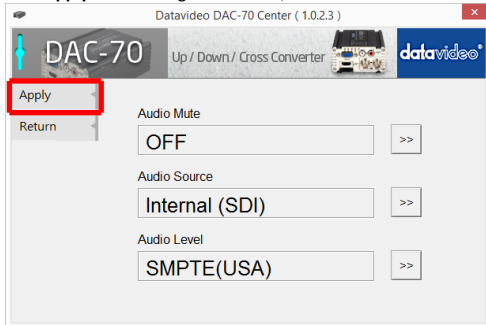 Datavideo DAC-70 Center ( 1.0.2.3 )
DAC-70
Up / Down / Cross Converter
datavideo
Apply
Return
Audio Mute
OFF
>>
Audio Source
Internal (SDI)
>>
Audio Level
SMPTE(USA)
>>